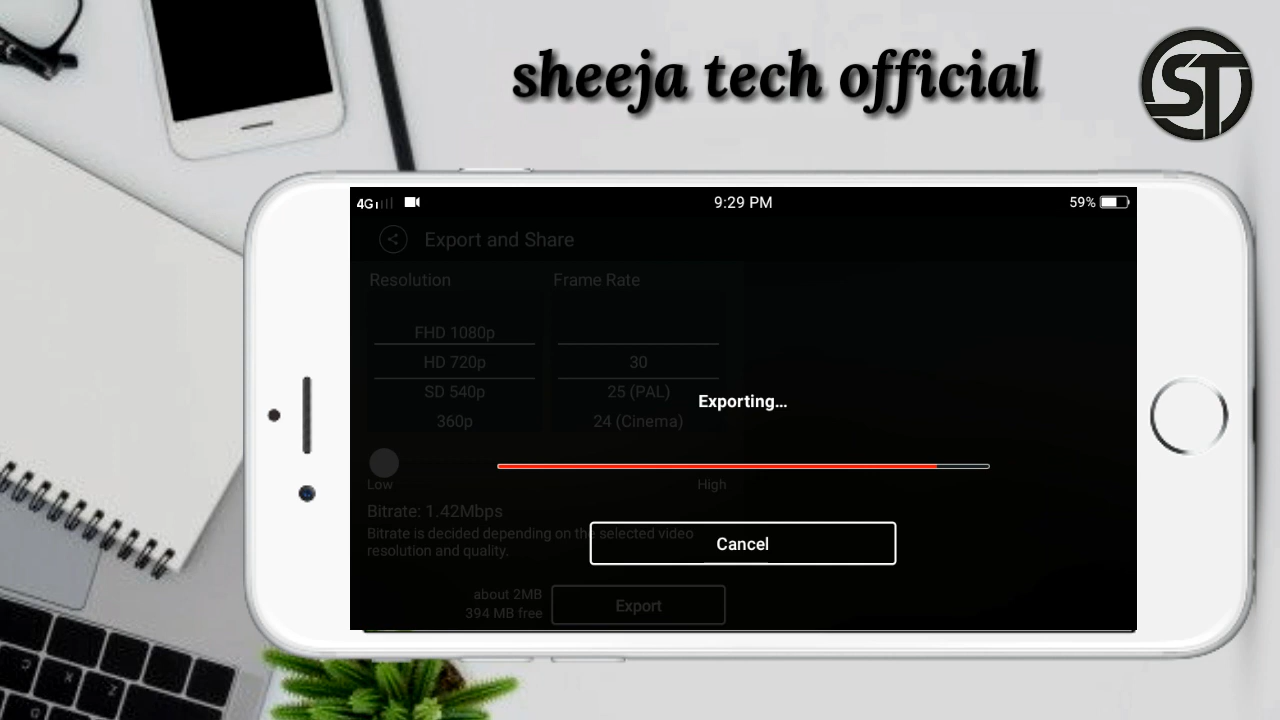 sheeja tech official
ST
4G 9:29 PM 59%
Export and Share
Resolution Frame Rate
FHD 1080p
HD 720p 30
SD 540p 25 (PAL)
360p 24 (Cinema)
Exporting...
Low High
Bitrate: 1.42Mbps
Bitrate is decided depending on the selected video
resolution and quality.
Cancel
about 2MB
394 MB free
Export
C
X
Z